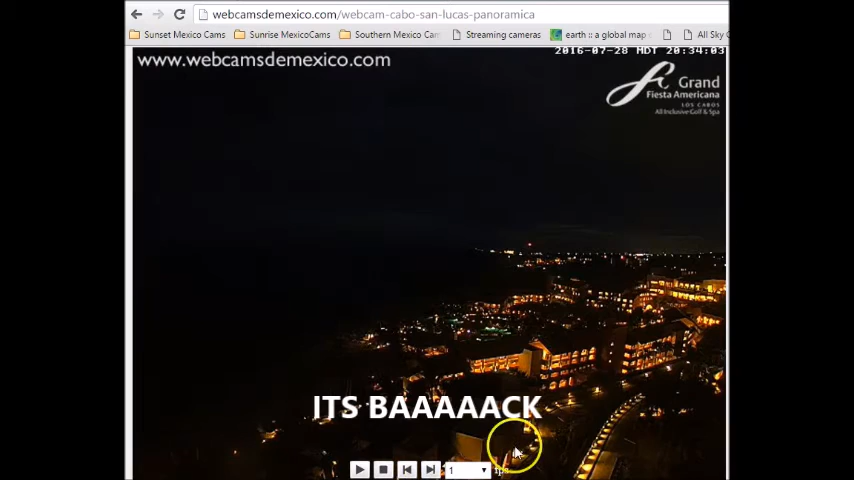 webcamsdemexico.com/webcam-cabo-san-lucas-panoramica
Sunset Mexico Cams Sunrise MexicoCams Southern Mexico Cam Streaming cameras earth :: a global map All Sky
www.webcamsdemexico.com
2016-07-28 MDT 20:34:03
Grand
Fiesta Americana
LOS CABOS
All Inclusive Golf & Spa
ITS BAAAAACK
1 fps